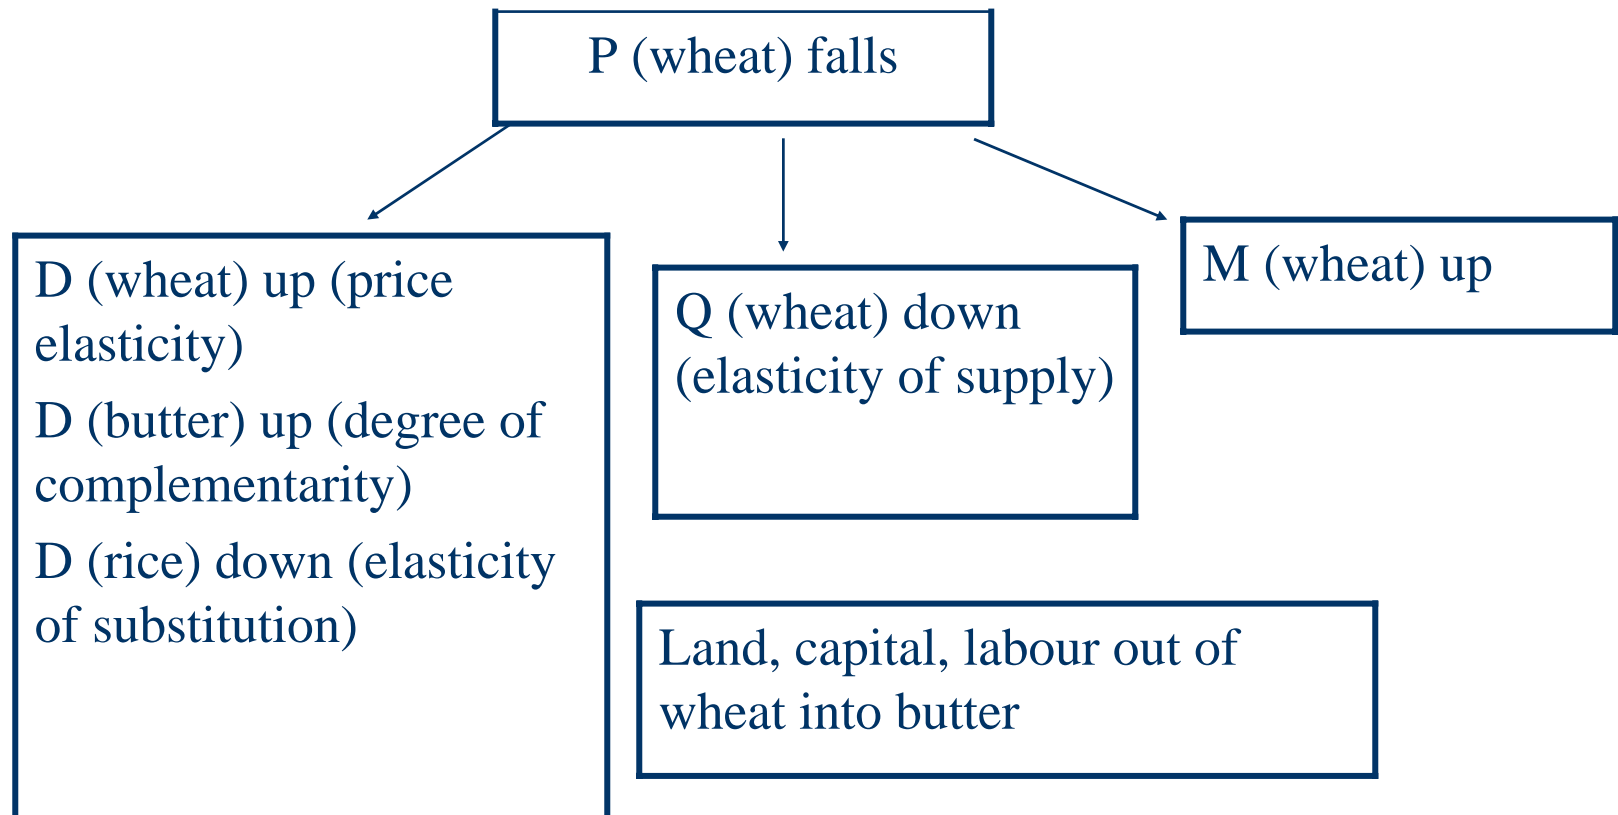 P (wheat) falls
D (wheat) up (price
elasticity)
D (butter) up (degree of
complementarity)
D (rice) down (elasticity
of substitution)
Q (wheat) down
(elasticity of supply)
M (wheat) up
Land, capital, labour out of
wheat into butter